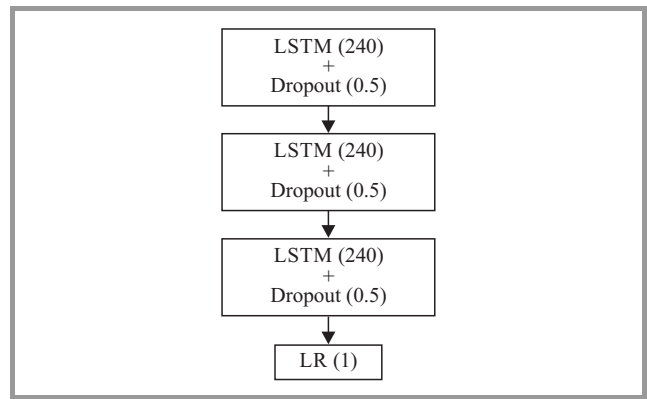 LSTM (240)
+
Dropout (0.5)
LSTM (240)
+
Dropout (0.5)
LSTM (240)
+
Dropout (0.5)
LR (1)